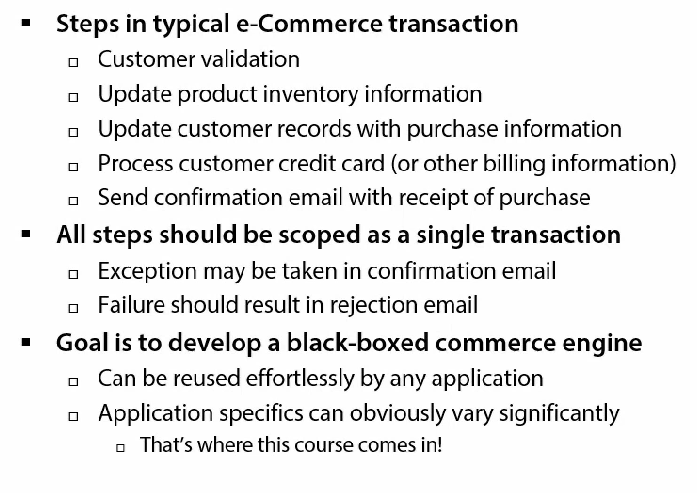 Steps in typical e-Commerce transaction
Customer validation
Update product inventory information
Update customer records with purchase information
Process customer credit card (or other billing information)
Send confirmation email with receipt of purchase
All steps should be scoped as a single transaction
Exception may be taken in confirmation email
Failure should result in rejection email
Goal is to develop a black-boxed commerce engine
Can be reused effortlessly by any application
Application specifics can obviously vary significantly
That's where this course comes in!